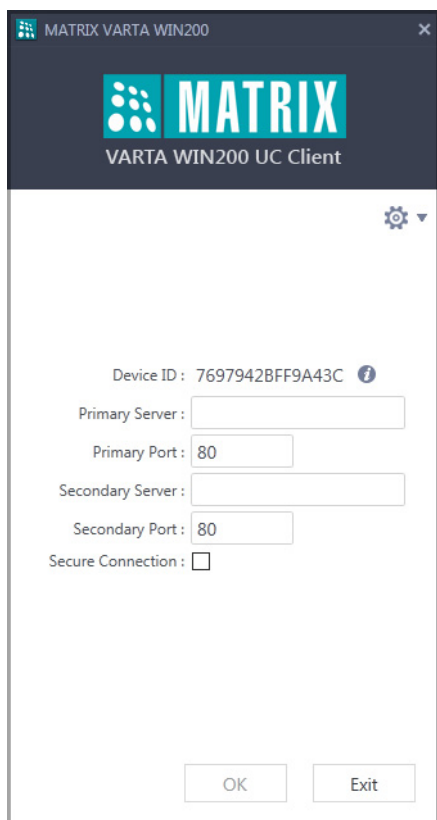 MATRIX VARTA WIN200
MATRIX
VARTA WIN200 UC Client
Device ID : 7697942BFF9A43C
Primary Server :
Primary Port : 80
Secondary Server :
Secondary Port : 80
Secure Connection :
OK Exit